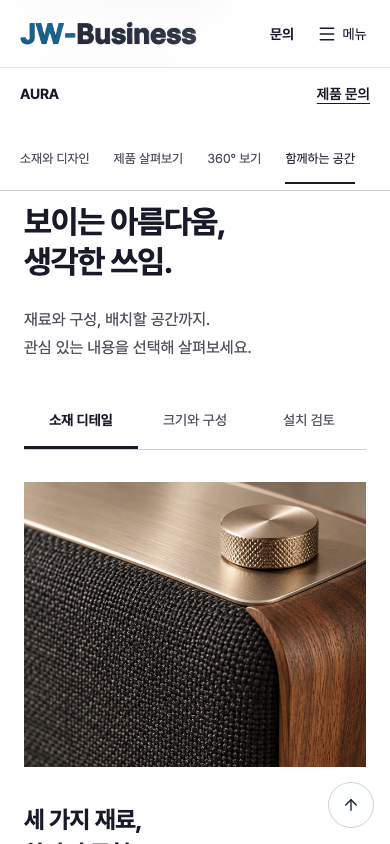 JW-Business
문의
메뉴
AURA
제품 문의
소재와 디자인
제품 살펴보기
360° 보기
함께하는 공간
보이는 아름다움,
생각한 쓰임.
재료와 구성, 배치할 공간까지.
관심 있는 내용을 선택해 살펴보세요.
소재 디테일
크기와 구성
설치 검토
세 가지 재료,